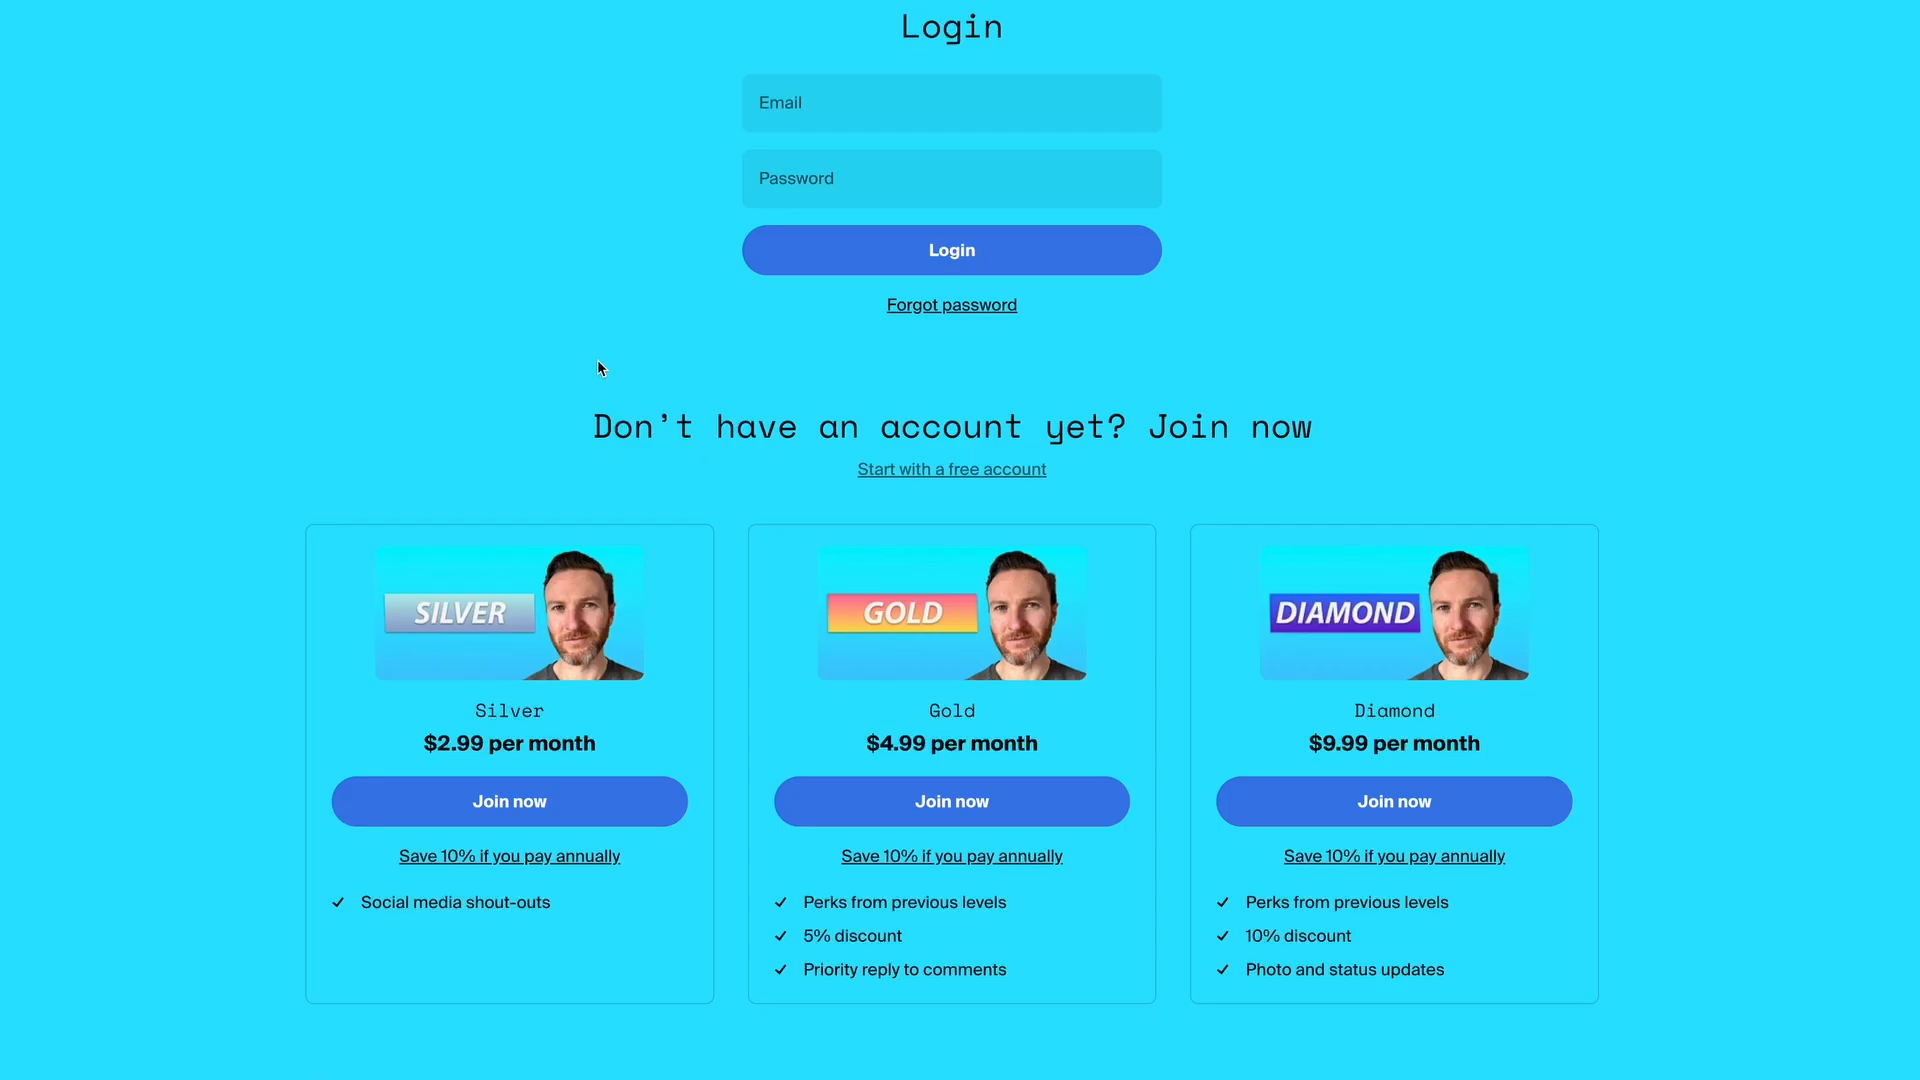 Login
Email
Password
Login
Forgot password
Don't have an account yet? Join now
Start with a free account
SILVER
Silver
$2.99 per month
Join now
Save 10% if you pay annually
Social media shout-outs
GOLD
Gold
$4.99 per month
Join now
Save 10% if you pay annually
Perks from previous levels
5% discount
Priority reply to comments
DIAMOND
Diamond
$9.99 per month
Join now
Save 10% if you pay annually
Perks from previous levels
10% discount
Photo and status updates